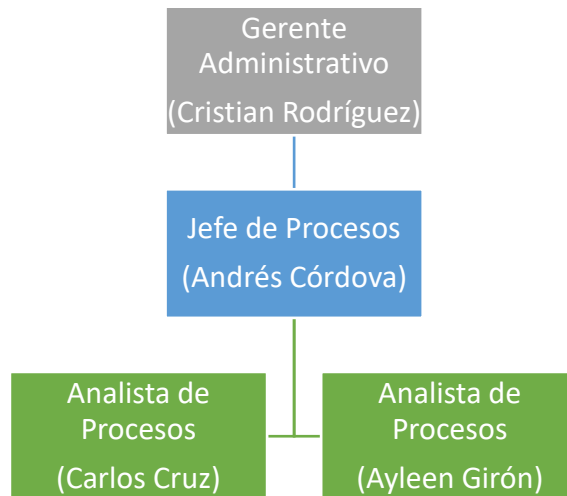 Gerente
Administrativo
(Cristian Rodríguez)
Jefe de Procesos
(Andrés Córdova)
Analista de
Procesos
(Carlos Cruz)
Analista de
Procesos
(Ayleen Girón)